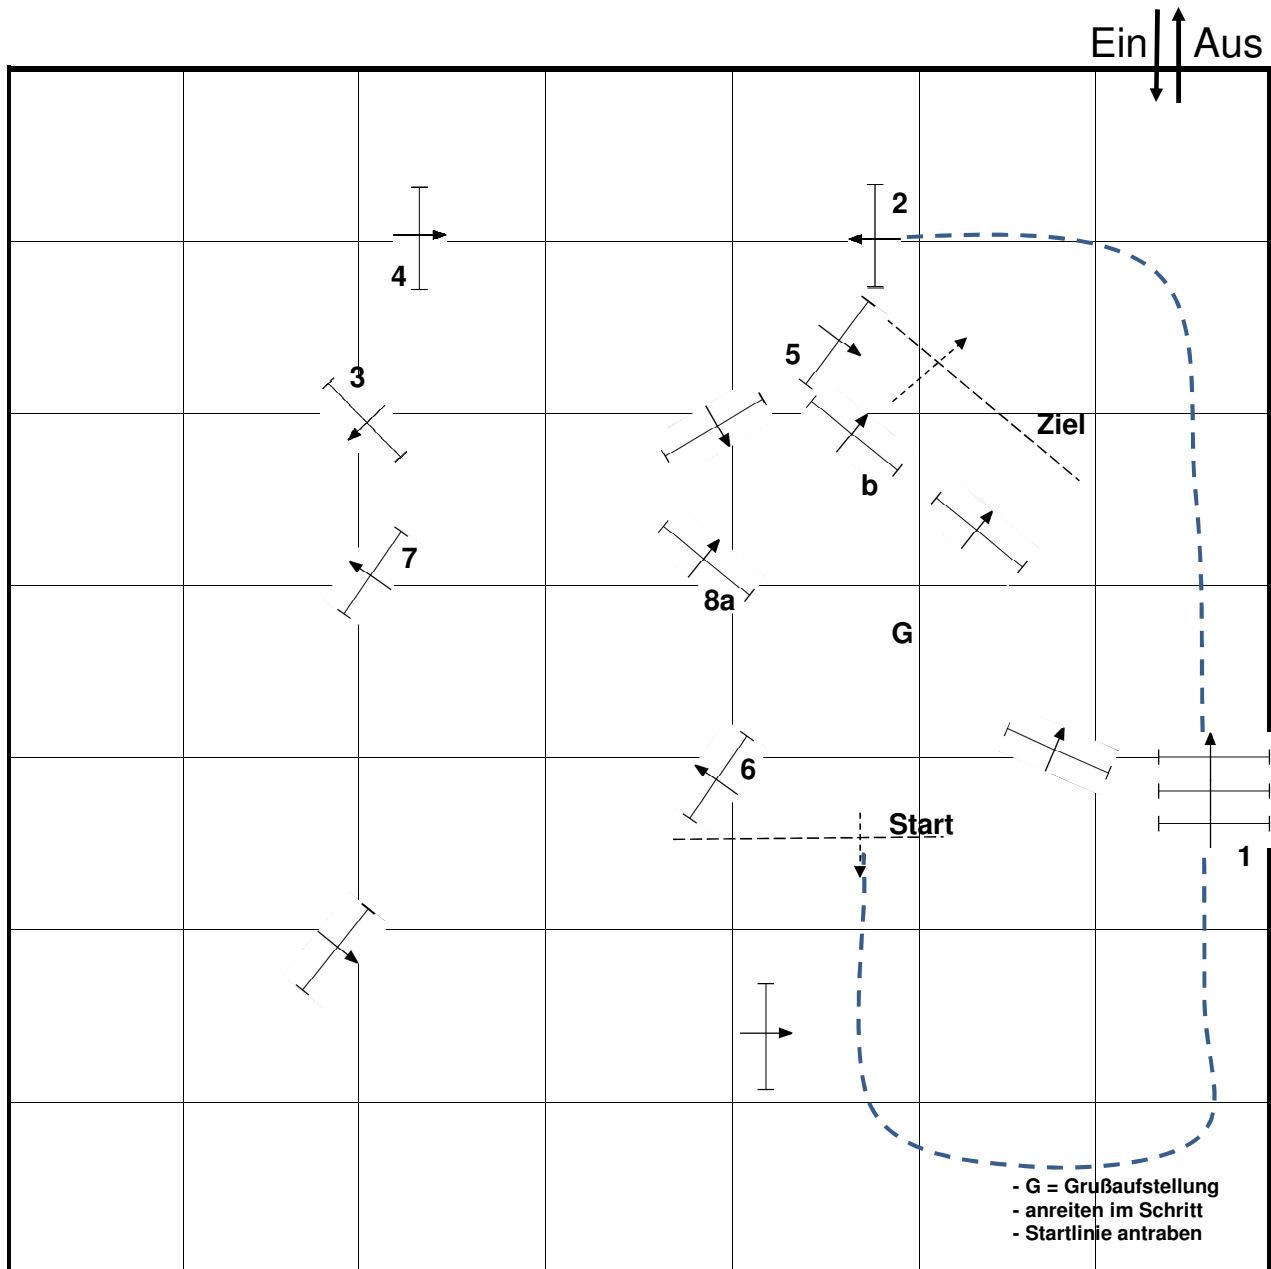 Ein Aus
2
4
5
3
Ziel
b
7
8a
G
6
Start
1
- G = Grußaufstellung
- anreiten im Schritt
- Startlinie antraben